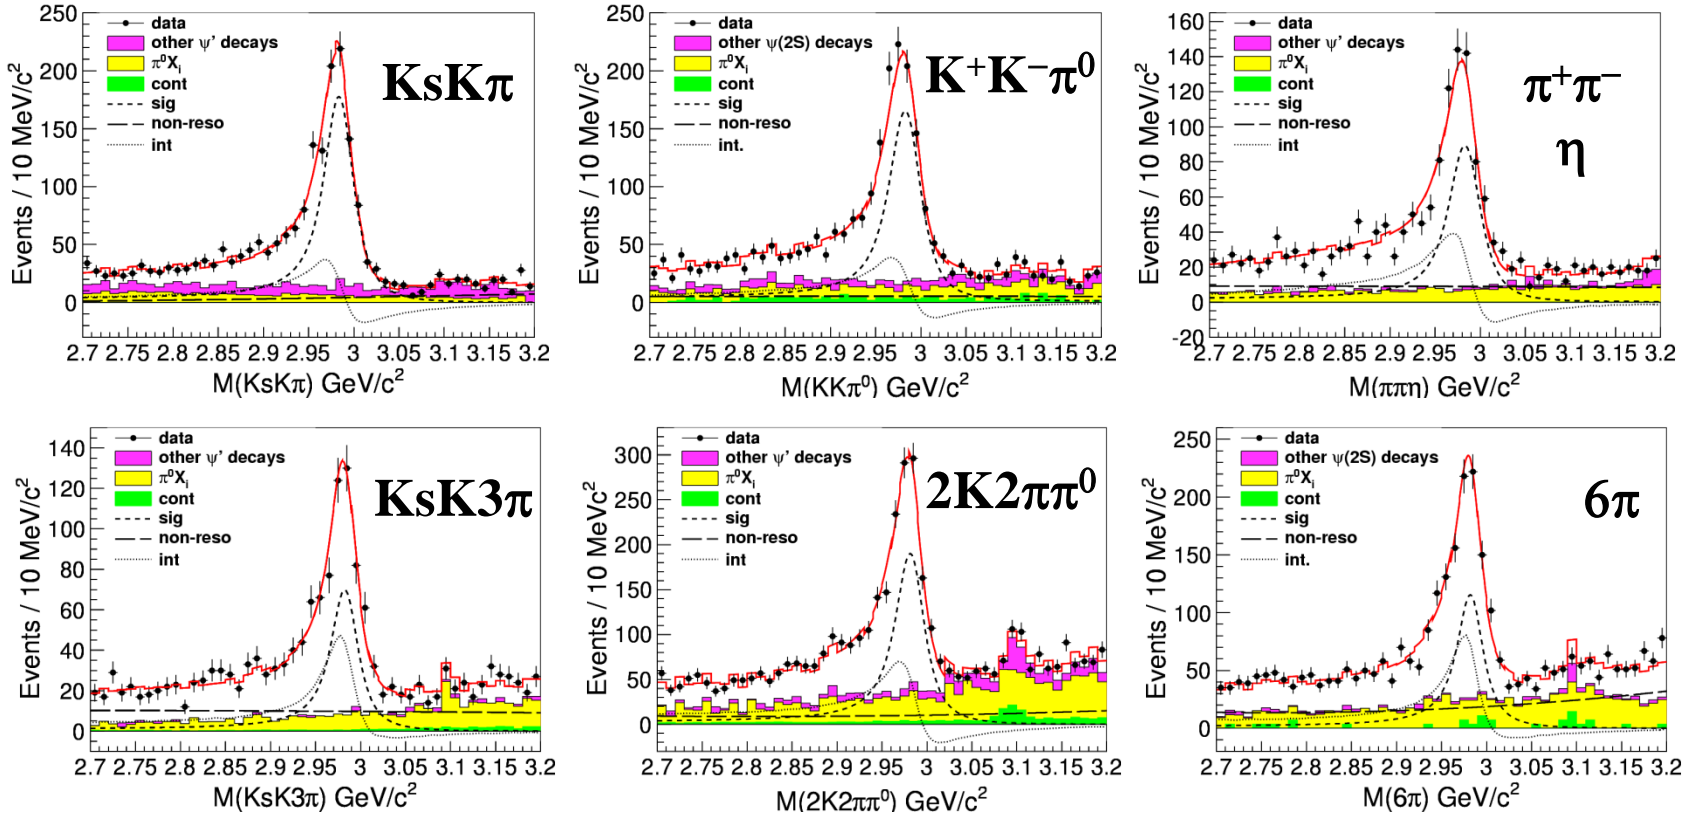 250
200
150
100
50
0
Events / 10 MeV/c²
data
other ψ' decays
π⁰Xᵢ
cont
sig
non-reso
int
KsKπ
2.7 2.75 2.8 2.85 2.9 2.95 3 3.05 3.1 3.15 3.2
M(KsKπ) GeV/c²
250
200
150
100
50
0
Events / 10 MeV/c²
data
other ψ(2S) decays
π⁰Xᵢ
cont
sig
non-reso
int.
K⁺K⁻π⁰
2.7 2.75 2.8 2.85 2.9 2.95 3 3.05 3.1 3.15 3.2
M(KKπ⁰) GeV/c²
160
140
120
100
80
60
40
20
0
-20
Events / 10 MeV/c²
data
other ψ' decays
π⁰Xᵢ
cont
sig
non-reso
int
π⁺π⁻
η
2.7 2.75 2.8 2.85 2.9 2.95 3 3.05 3.1 3.15 3.2
M(ππη) GeV/c²
140
120
100
80
60
40
20
0
Events / 10 MeV/c²
data
other ψ' decays
π⁰Xᵢ
cont
sig
non-reso
int
KsK3π
2.7 2.75 2.8 2.85 2.9 2.95 3 3.05 3.1 3.15 3.2
M(KsK3π) GeV/c²
300
250
200
150
100
50
0
Events / 10 MeV/c²
data
other ψ' decays
π⁰Xᵢ
cont
sig
non-reso
int
2K2ππ⁰
2.7 2.75 2.8 2.85 2.9 2.95 3 3.05 3.1 3.15 3.2
M(2K2ππ⁰) GeV/c²
250
200
150
100
50
0
Events / 10 MeV/c²
data
other ψ(2S) decays
π⁰Xᵢ
cont
sig
non-reso
int.
6π
2.7 2.75 2.8 2.85 2.9 2.95 3 3.05 3.1 3.15 3.2
M(6π) GeV/c²